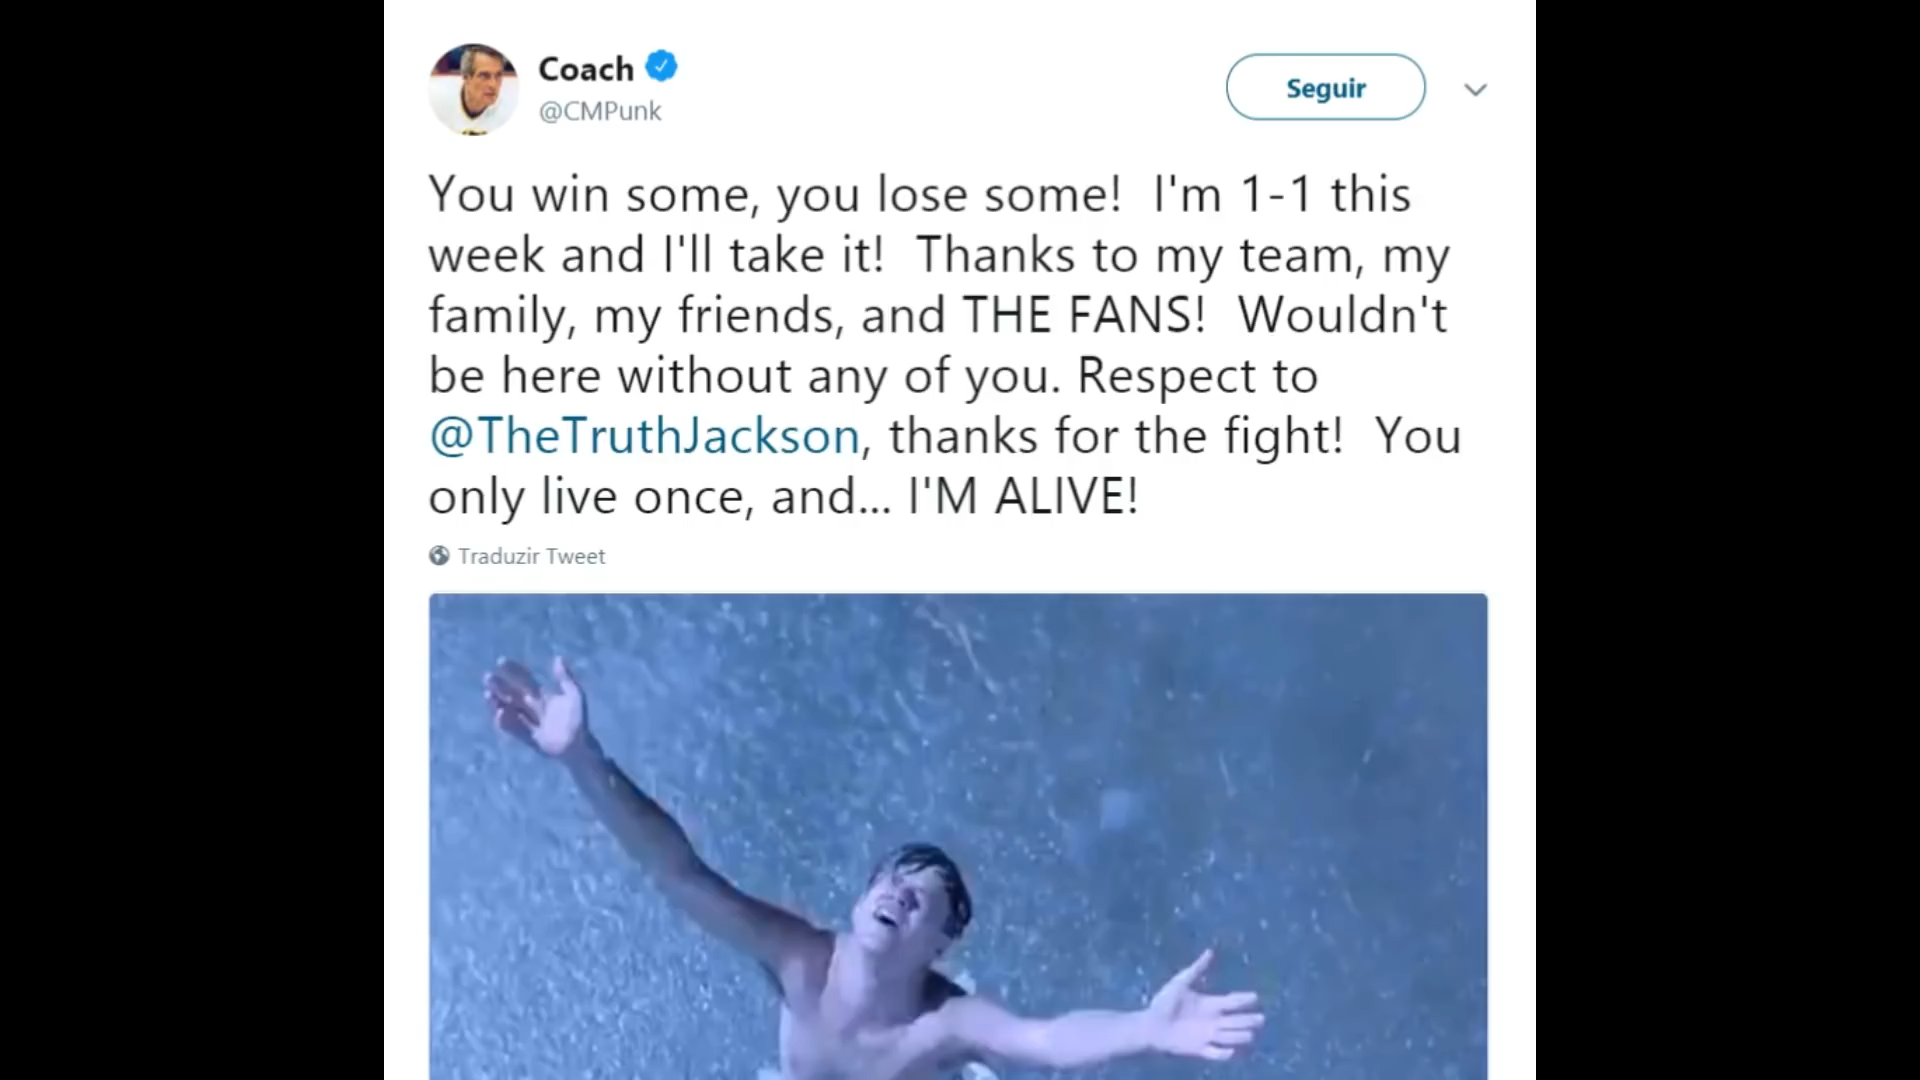 Coach
@CMPunk
Seguir
You win some, you lose some!  I'm 1-1 this
week and I'll take it!  Thanks to my team, my
family, my friends, and THE FANS!  Wouldn't
be here without any of you. Respect to
@TheTruthJackson, thanks for the fight!  You
only live once, and... I'M ALIVE!
Traduzir Tweet